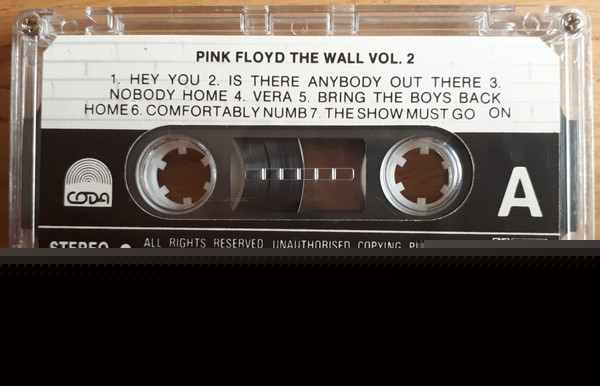 PINK FLOYD THE WALL VOL. 2
1. HEY YOU 2. IS THERE ANYBODY OUT THERE 3.
NOBODY HOME 4. VERA 5. BRING THE BOYS BACK
HOME 6. COMFORTABLY NUMB 7. THE SHOW MUST GO ON
CODA
A
STEREO
ALL RIGHTS RESERVED UNAUTHORISED COPYING